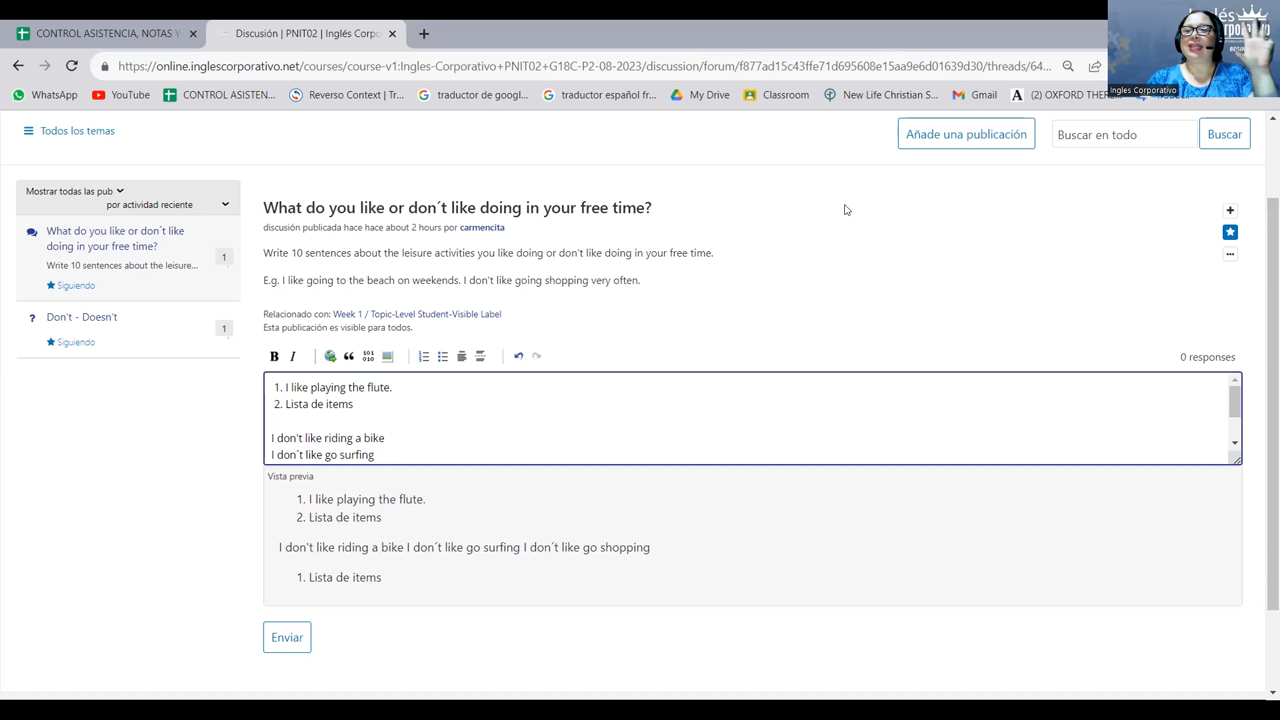 CONTROL ASISTENCIA, NOTAS Y
Discusión | PNIT02 | Inglés Corpo
https://online.inglescorporativo.net/courses/course-v1:Ingles-Corporativo+PNIT02+G18C-P2-08-2023/discussion/forum/f877ad15c43ffe71d695608e15aa9e6d01639d30/threads/64...
WhatsApp
YouTube
CONTROL ASISTEN...
Reverso Context | Tr...
traductor de googl...
traductor español fr...
My Drive
Classroom
New Life Christian S...
Gmail
Ingles Corporativo
Todos los temas
Añade una publicación
Buscar en todo
Buscar
Mostrar todas las pub
por actividad reciente
What do you like or don´t like
doing in your free time?
Write 10 sentences about the leisure...
1
Siguiendo
Don't - Doesn't
1
Siguiendo
What do you like or don´t like doing in your free time?
discusión publicada hace hace about 2 hours por carmencita
Write 10 sentences about the leisure activities you like doing or don't like doing in your free time.
E.g. I like going to the beach on weekends. I don't like going shopping very often.
Relacionado con: Week 1 / Topic-Level Student-Visible Label
Esta publicación es visible para todos.
0 responses
1. I like playing the flute.
2. Lista de items
I don't like riding a bike
I don´t like go surfing
Vista previa
1. I like playing the flute.
2. Lista de items
I don't like riding a bike I don´t like go surfing I don´t like go shopping
1. Lista de items
Enviar